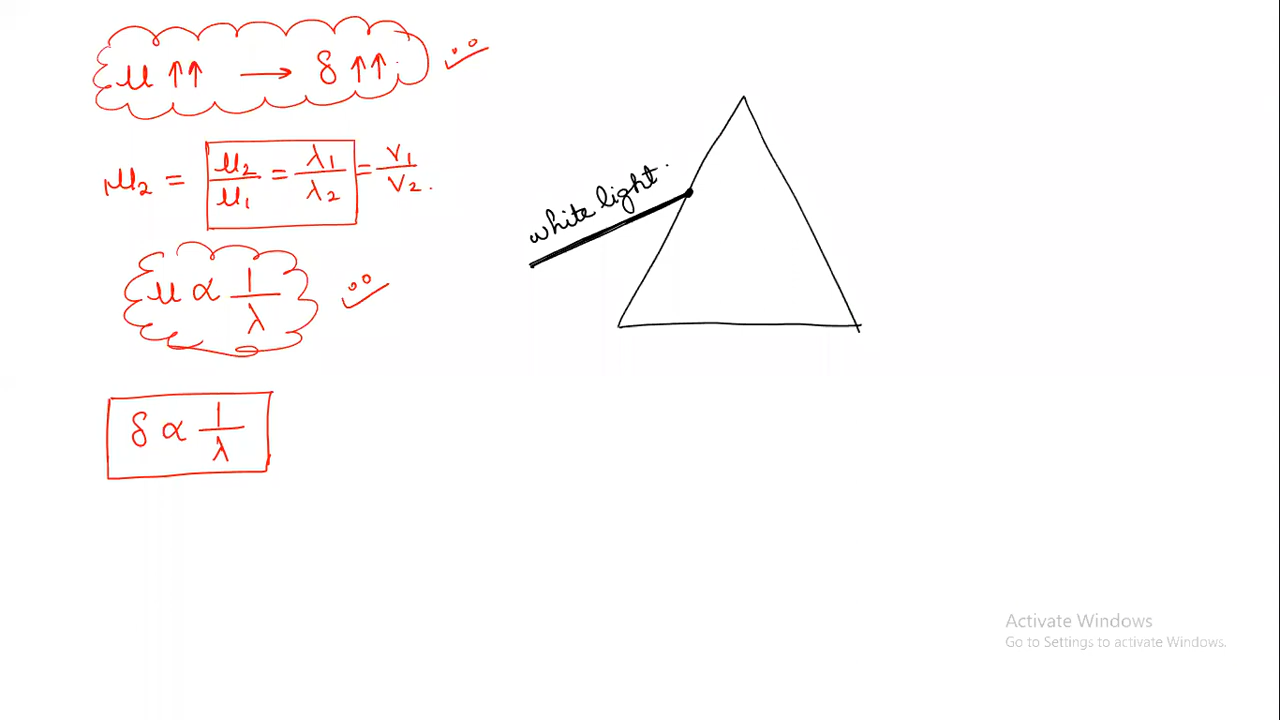 μ ↑↑ → δ ↑↑.
μ2 = μ2/μ1 = λ1/λ2 = v1/v2.
μ ∝ 1/λ
δ ∝ 1/λ
white light.
Activate Windows
Go to Settings to activate Windows.